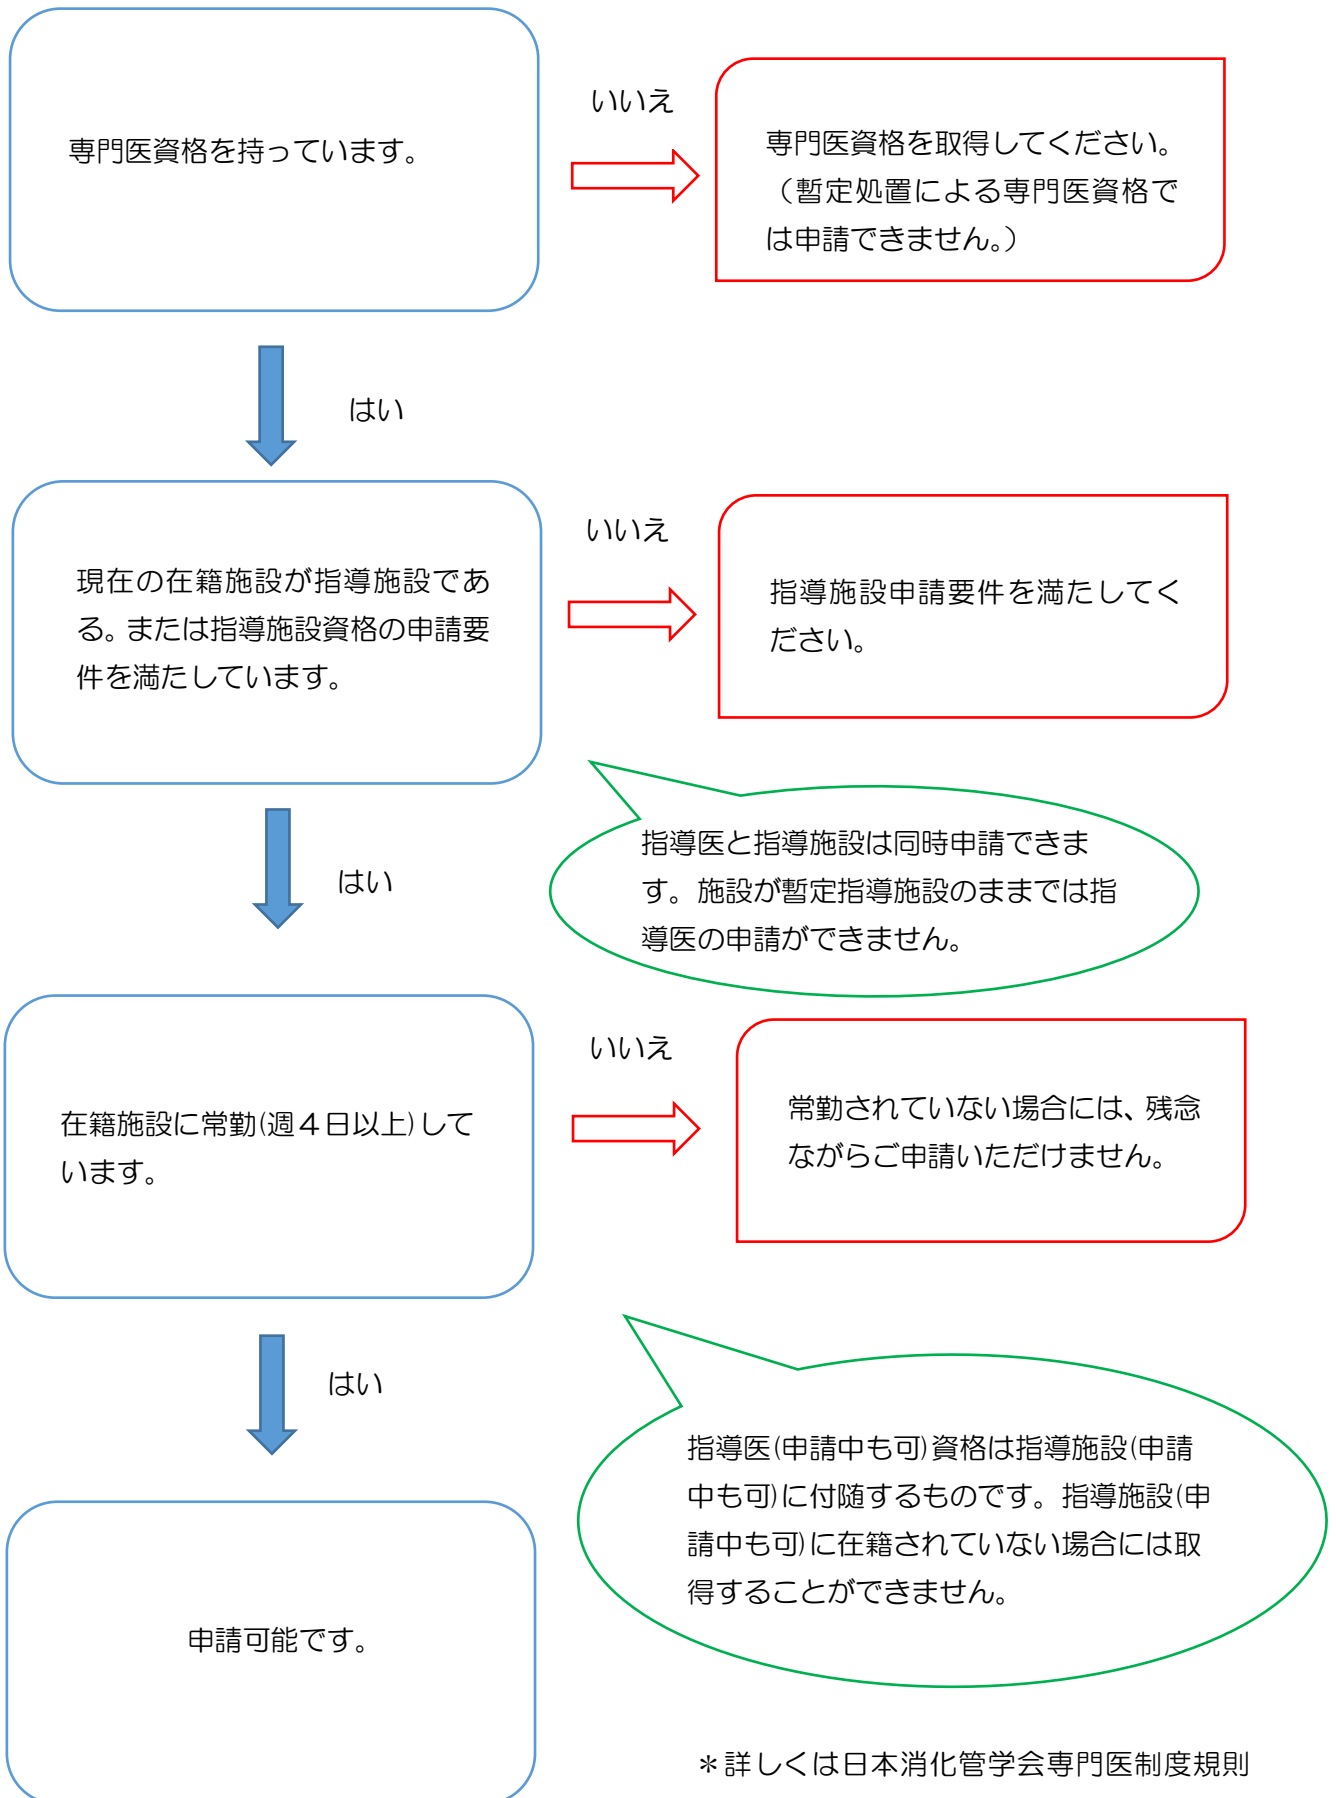 専門医資格を持っています。
いいえ
専門医資格を取得してください。
（暫定処置による専門医資格で
は申請できません。）
はい
現在の在籍施設が指導施設であ
る。または指導施設資格の申請要
件を満たしています。
いいえ
指導施設申請要件を満たしてく
ださい。
指導医と指導施設は同時申請できま
す。施設が暫定指導施設のままでは指
導医の申請ができません。
はい
在籍施設に常勤(週４日以上)して
います。
いいえ
常勤されていない場合には、残念
ながらご申請いただけません。
はい
指導医(申請中も可)資格は指導施設(申請
中も可)に付随するものです。指導施設(申
請中も可)に在籍されていない場合には取
得することができません。
申請可能です。
＊詳しくは日本消化管学会専門医制度規則